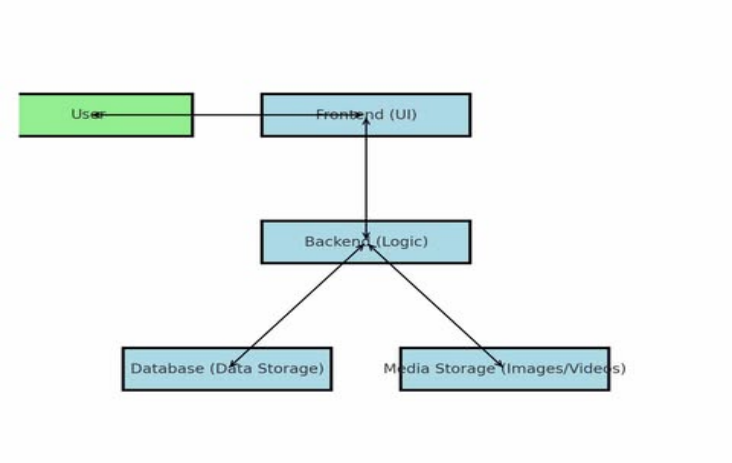 User
Frontend (UI)
Backend (Logic)
Database (Data Storage)
Media Storage (Images/Videos)